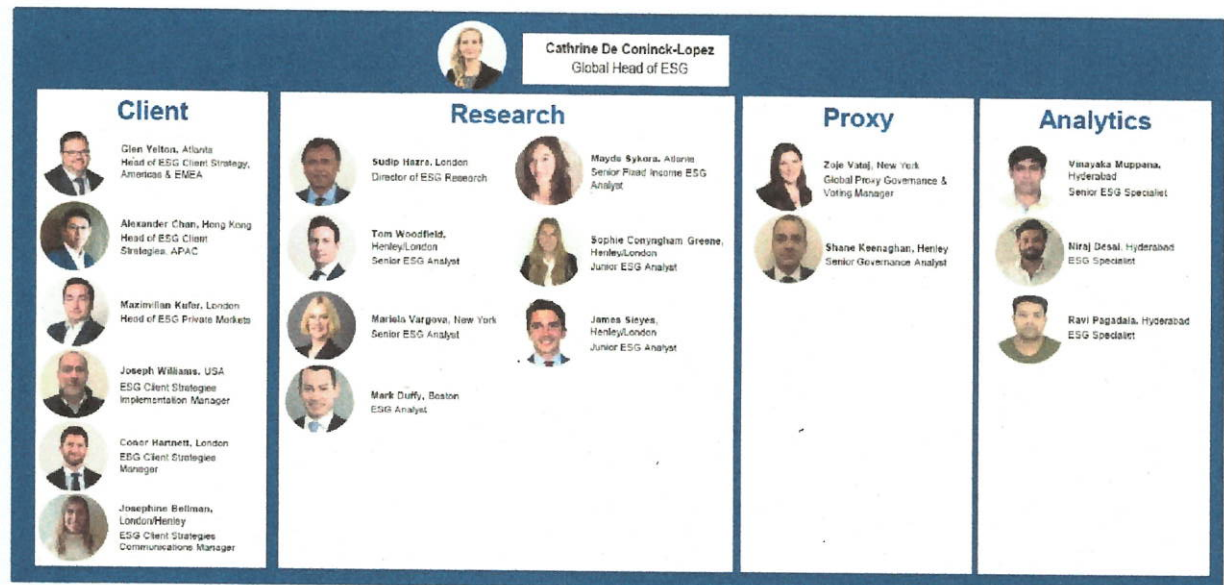 Cathrine De Coninck-Lopez
Global Head of ESG
Client
Glen Yelton, Atlanta
Head of ESG Client Strategy,
Americas & EMEA
Alexander Chan, Hong Kong
Head of ESG Client
Strategies, APAC
Maximilian Kufer, London
Head of ESG Private Markets
Joseph Williams, USA
ESG Client Strategies
Implementation Manager
Conor Hartnett, London
ESG Client Strategies
Manager
Josephine Bellman,
London/Henley
ESG Client Strategies
Communications Manager
Research
Sudip Hazra, London
Director of ESG Research
Tom Woodfield,
Henley/London
Senior ESG Analyst
Mariela Vargova, New York
Senior ESG Analyst
Mark Duffy, Boston
ESG Analyst
Mayda Sykora, Atlanta
Senior Fixed Income ESG
Analyst
Sophie Conyngham Greene,
Henley/London
Junior ESG Analyst
James Sieyes,
Henley/London
Junior ESG Analyst
Proxy
Zoje Vataj, New York
Global Proxy Governance &
Voting Manager
Shane Keenaghan, Henley
Senior Governance Analyst
Analytics
Vinayaka Muppana,
Hyderabad
Senior ESG Specialist
Niraj Desai, Hyderabad
ESG Specialist
Ravi Pagadala, Hyderabad
ESG Specialist